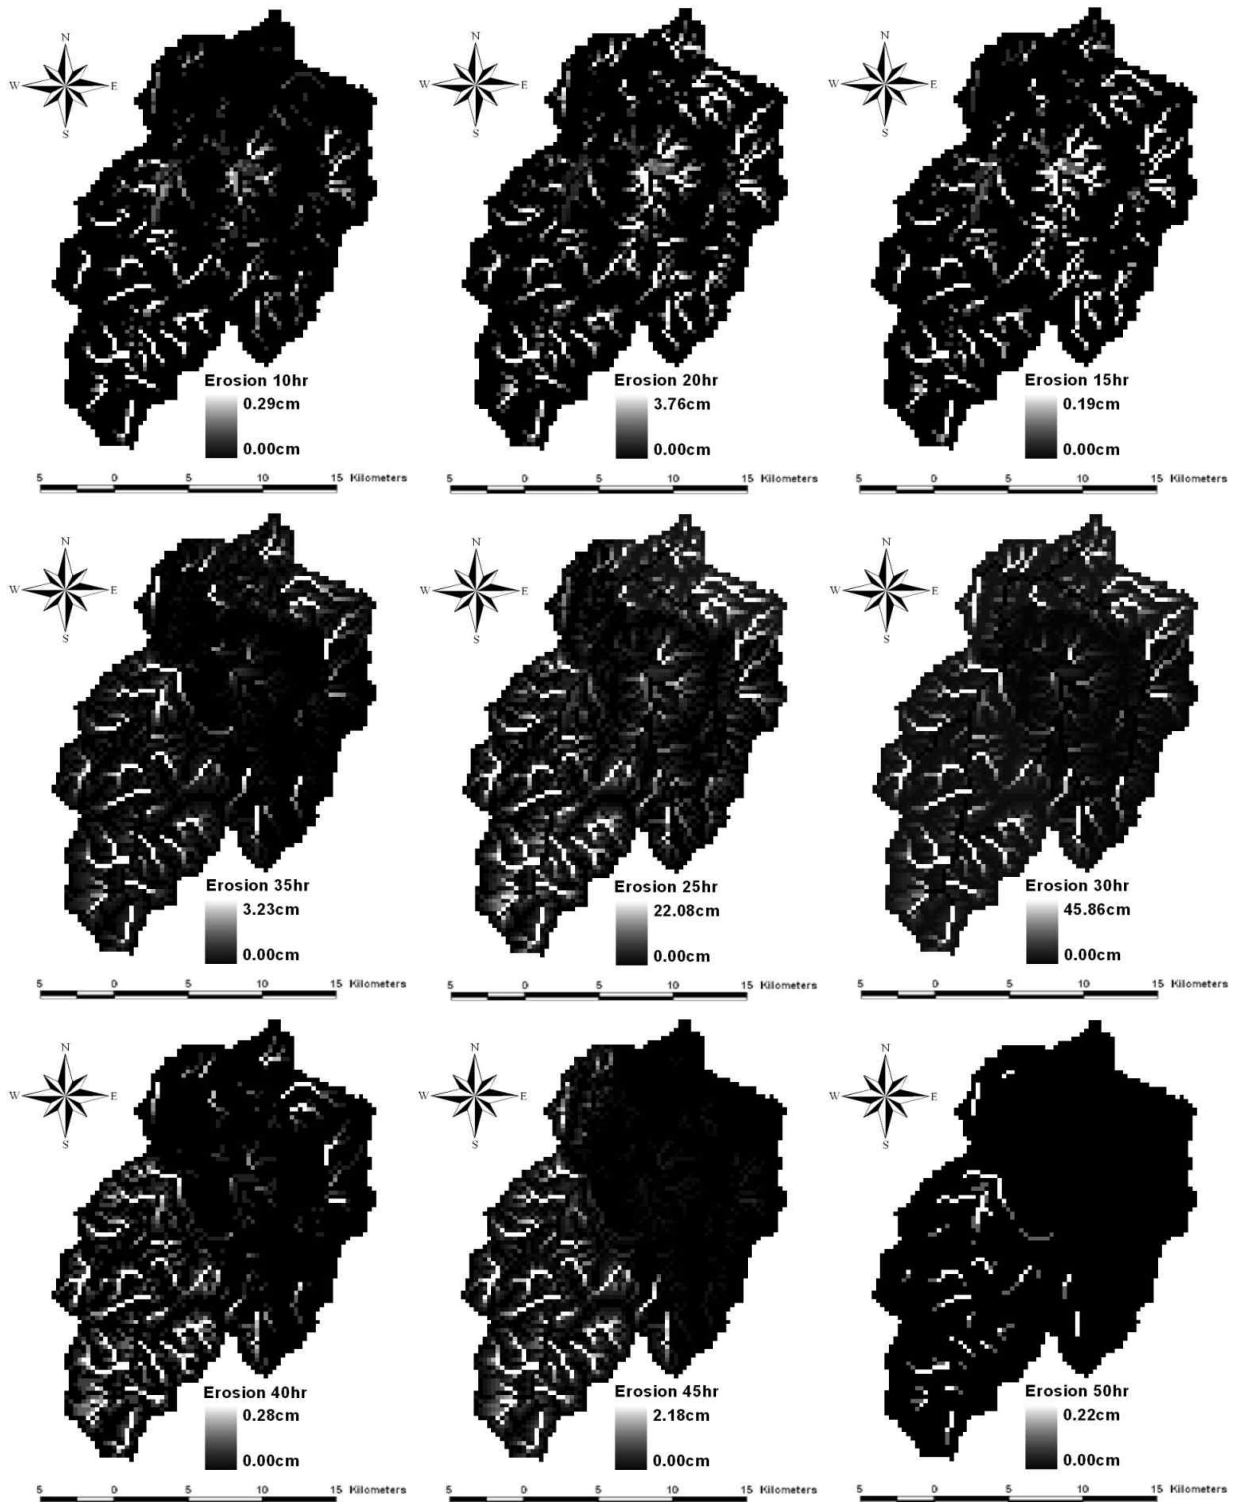 N
W E
S
Erosion 10hr
0.29cm
0.00cm
5 0 5 10 15 Kilometers
N
W E
S
Erosion 20hr
3.76cm
0.00cm
5 0 5 10 15 Kilometers
N
W E
S
Erosion 15hr
0.19cm
0.00cm
5 0 5 10 15 Kilometers
N
W E
S
Erosion 35hr
3.23cm
0.00cm
5 0 5 10 15 Kilometers
N
W E
S
Erosion 25hr
22.08cm
0.00cm
5 0 5 10 15 Kilometers
N
W E
S
Erosion 30hr
45.86cm
0.00cm
5 0 5 10 15 Kilometers
N
W E
S
Erosion 40hr
0.28cm
0.00cm
5 0 5 10 15 Kilometers
N
W E
S
Erosion 45hr
2.18cm
0.00cm
5 0 5 10 15 Kilometers
N
W E
S
Erosion 50hr
0.22cm
0.00cm
5 0 5 10 15 Kilometers